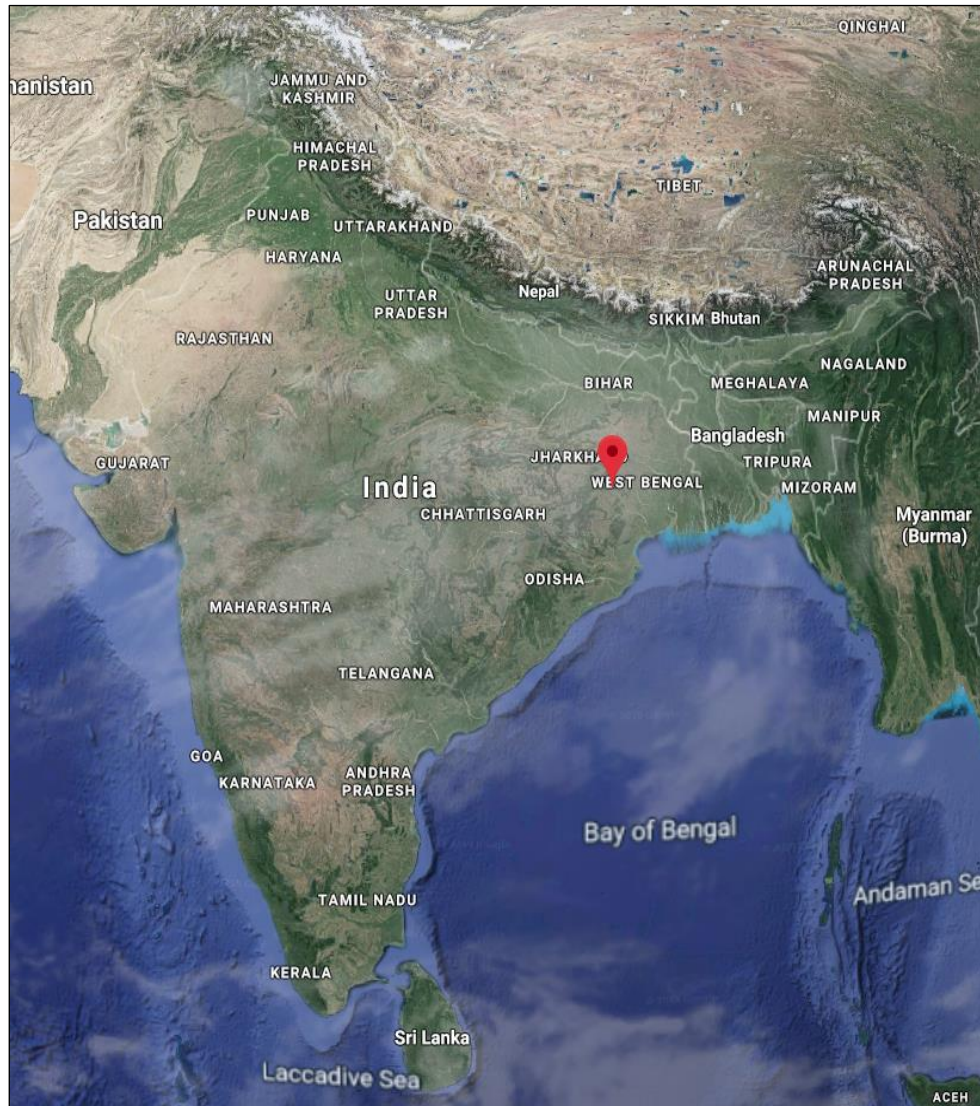 QINGHAI
hanistan
JAMMU AND
KASHMIR
HIMACHAL
PRADESH
TIBET
Pakistan
PUNJAB
UTTARAKHAND
HARYANA
ARUNACHAL
PRADESH
UTTAR
PRADESH
Nepal
SIKKIM Bhutan
RAJASTHAN
NAGALAND
BIHAR
MEGHALAYA
MANIPUR
Bangladesh
GUJARAT
JHARKHA
TRIPURA
India
WEST BENGAL
MIZORAM
CHHATTISGARH
Myanmar
(Burma)
ODISHA
MAHARASHTRA
TELANGANA
GOA
KARNATAKA
ANDHRA
PRADESH
Bay of Bengal
Andaman Se
TAMIL NADU
KERALA
Sri Lanka
Laccadive Sea
ACEH